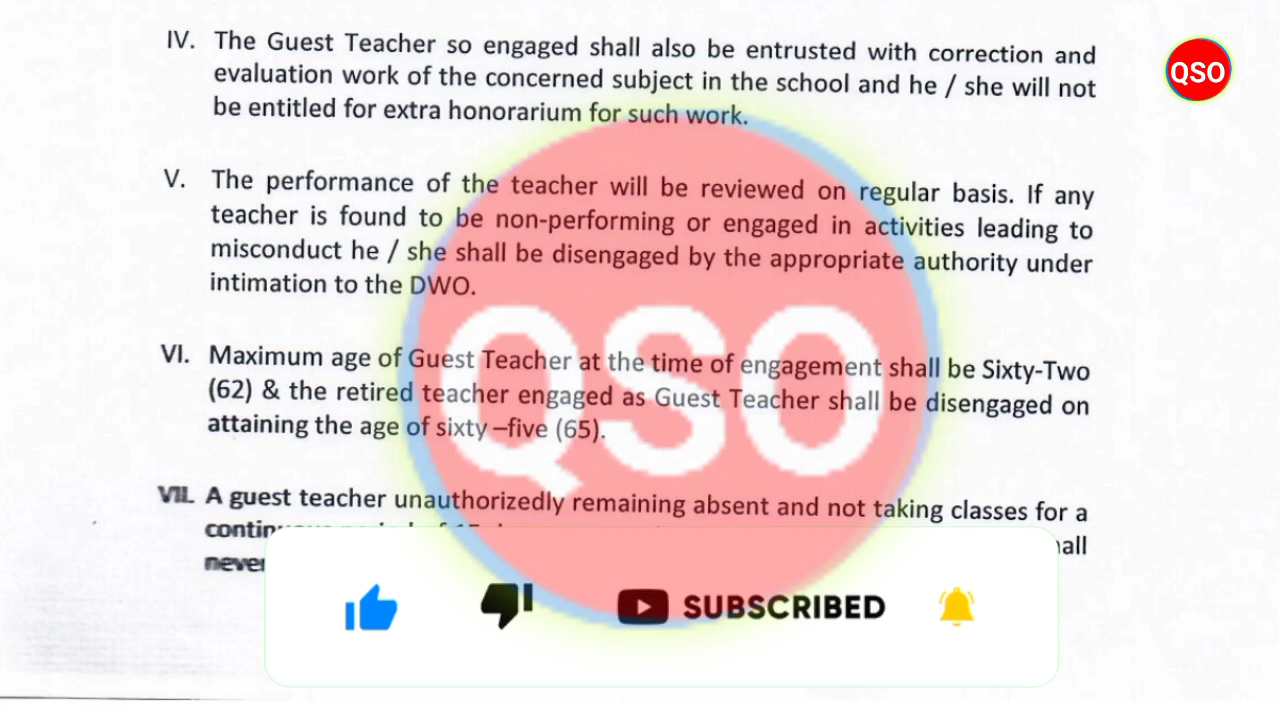 IV. The Guest Teacher so engaged shall also be entrusted with correction and
evaluation work of the concerned subject in the school and he / she will not
be entitled for extra honorarium for such work.
V. The performance of the teacher will be reviewed on regular basis. If any
teacher is found to be non-performing or engaged in activities leading to
misconduct he / she shall be disengaged by the appropriate authority under
intimation to the DWO.
VI. Maximum age of Guest Teacher at the time of engagement shall be Sixty-Two
(62) & the retired teacher engaged as Guest Teacher shall be disengaged on
attaining the age of sixty –five (65).
VII. A guest teacher unauthorizedly remaining absent and not taking classes for a
QSO
QSO
SUBSCRIBED